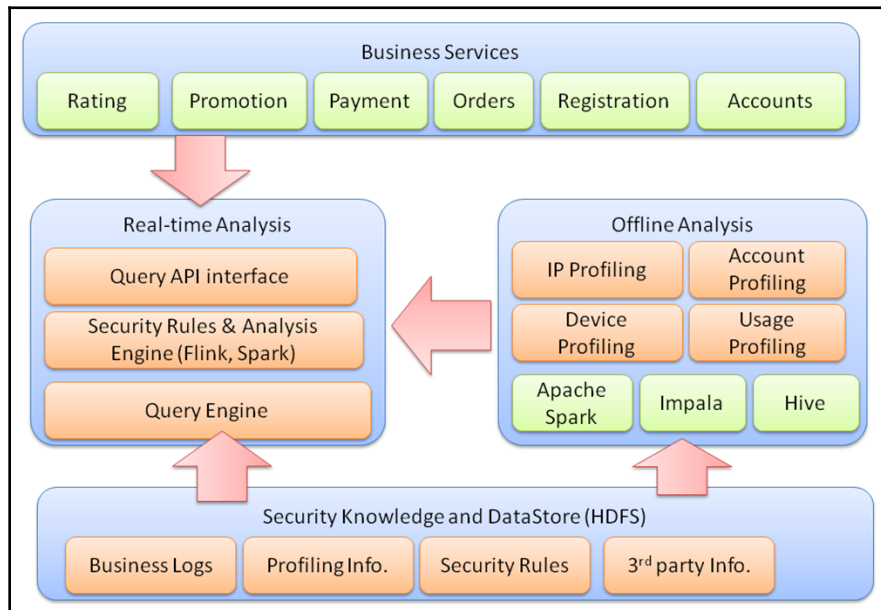 Business Services
Rating
Promotion
Payment
Orders
Registration
Accounts
Real-time Analysis
Query API interface
Security Rules & Analysis
Engine (Flink, Spark)
Query Engine
Offline Analysis
IP Profiling
Account
Profiling
Device
Profiling
Usage
Profiling
Apache
Spark
Impala
Hive
Security Knowledge and DataStore (HDFS)
Business Logs
Profiling Info.
Security Rules
3rd party Info.